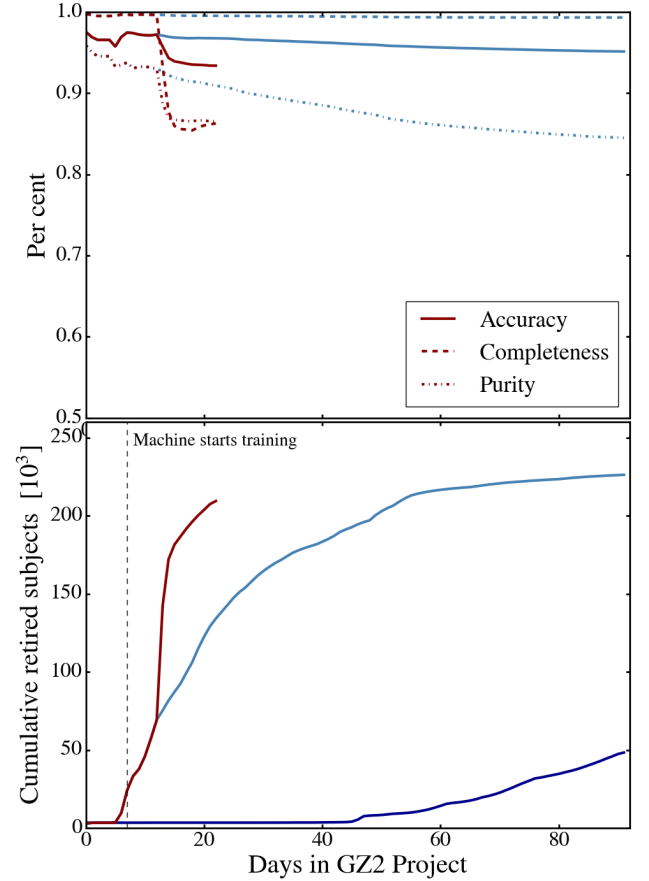 1.0
0.9
0.8
0.7
0.6
0.5
Per cent
Accuracy
Completeness
Purity
250
200
150
100
50
0
Cumulative retired subjects [10³]
Machine starts training
0
20
40
60
80
Days in GZ2 Project